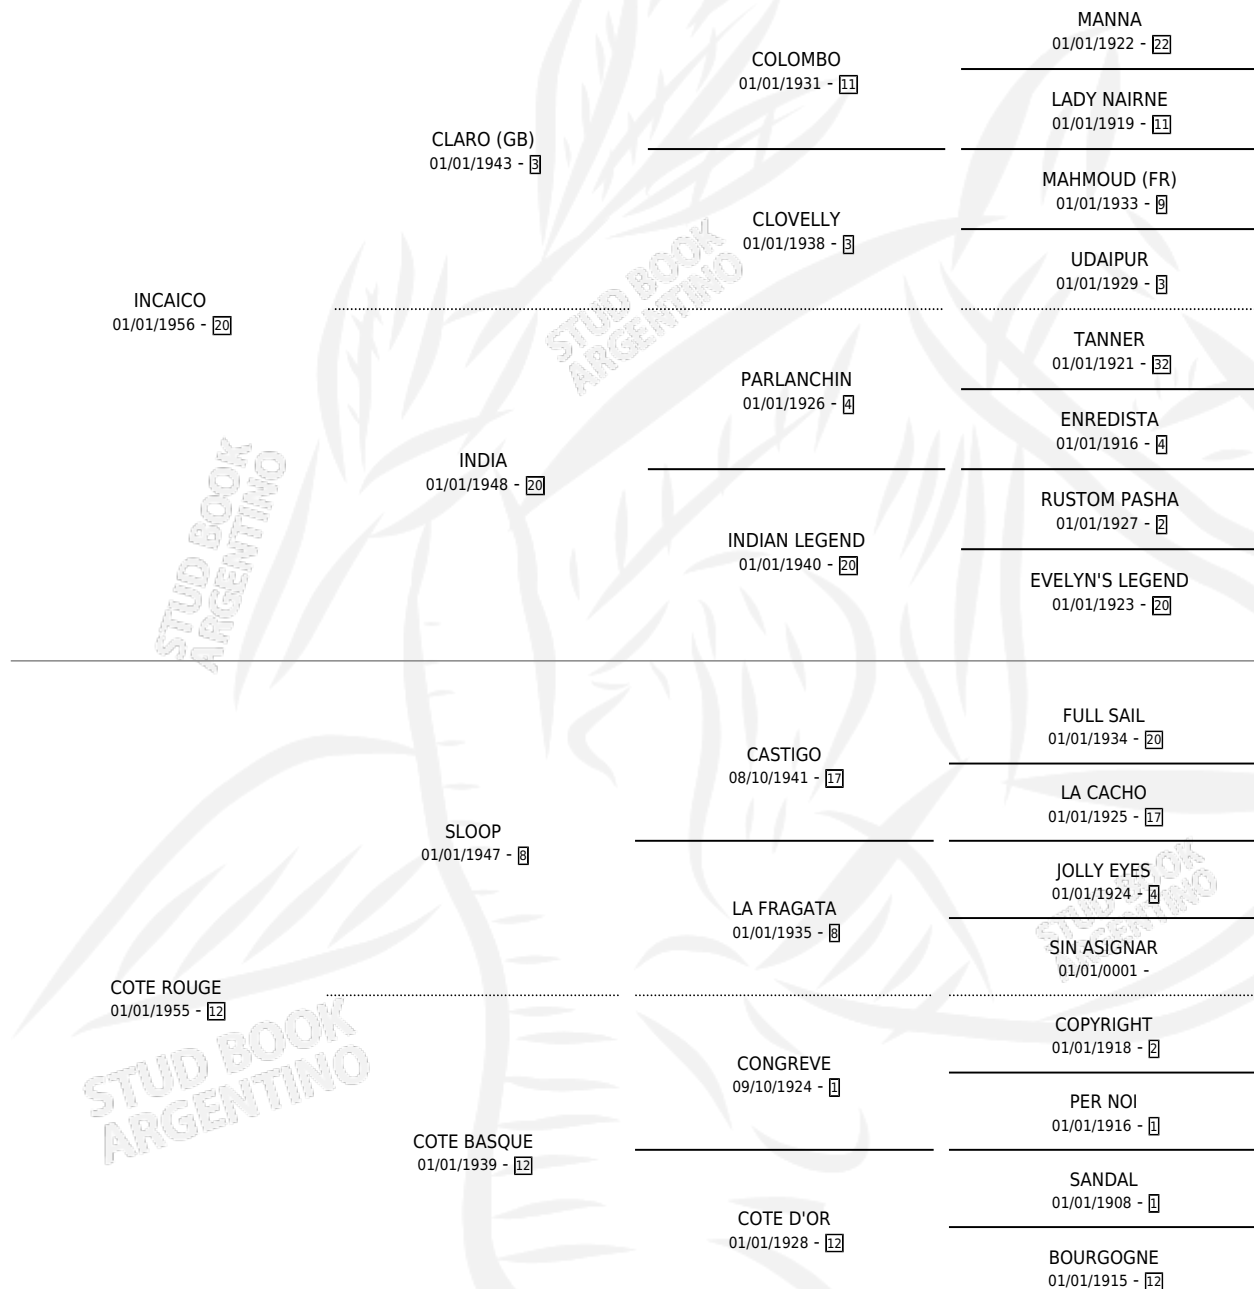 MANNA
01/01/1922 - 22
COLOMBO
01/01/1931 - 11
LADY NAIRNE
01/01/1919 - 11
CLARO (GB)
01/01/1943 - 3
MAHMOUD (FR)
01/01/1933 - 9
CLOVELLY
01/01/1938 - 3
UDAIPUR
01/01/1929 - 3
INCAICO
01/01/1956 - 20
TANNER
01/01/1921 - 32
PARLANCHIN
01/01/1926 - 4
ENREDISTA
01/01/1916 - 4
INDIA
01/01/1948 - 20
RUSTOM PASHA
01/01/1927 - 2
INDIAN LEGEND
01/01/1940 - 20
EVELYN'S LEGEND
01/01/1923 - 20
STUD BOOK
ARGENTINO
STUD BOOK
ARGENTINO
FULL SAIL
01/01/1934 - 20
CASTIGO
08/10/1941 - 17
LA CACHO
01/01/1925 - 17
SLOOP
01/01/1947 - 8
JOLLY EYES
01/01/1924 - 4
LA FRAGATA
01/01/1935 - 8
SIN ASIGNAR
01/01/0001 -
STUD BOOK
ARGENTINO
COTE ROUGE
01/01/1955 - 12
COPYRIGHT
01/01/1918 - 2
CONGREVE
09/10/1924 - 1
PER NOI
01/01/1916 - 1
COTE BASQUE
01/01/1939 - 12
SANDAL
01/01/1908 - 1
COTE D'OR
01/01/1928 - 12
BOURGOGNE
01/01/1915 - 12
STUD BOOK
ARGENTINO